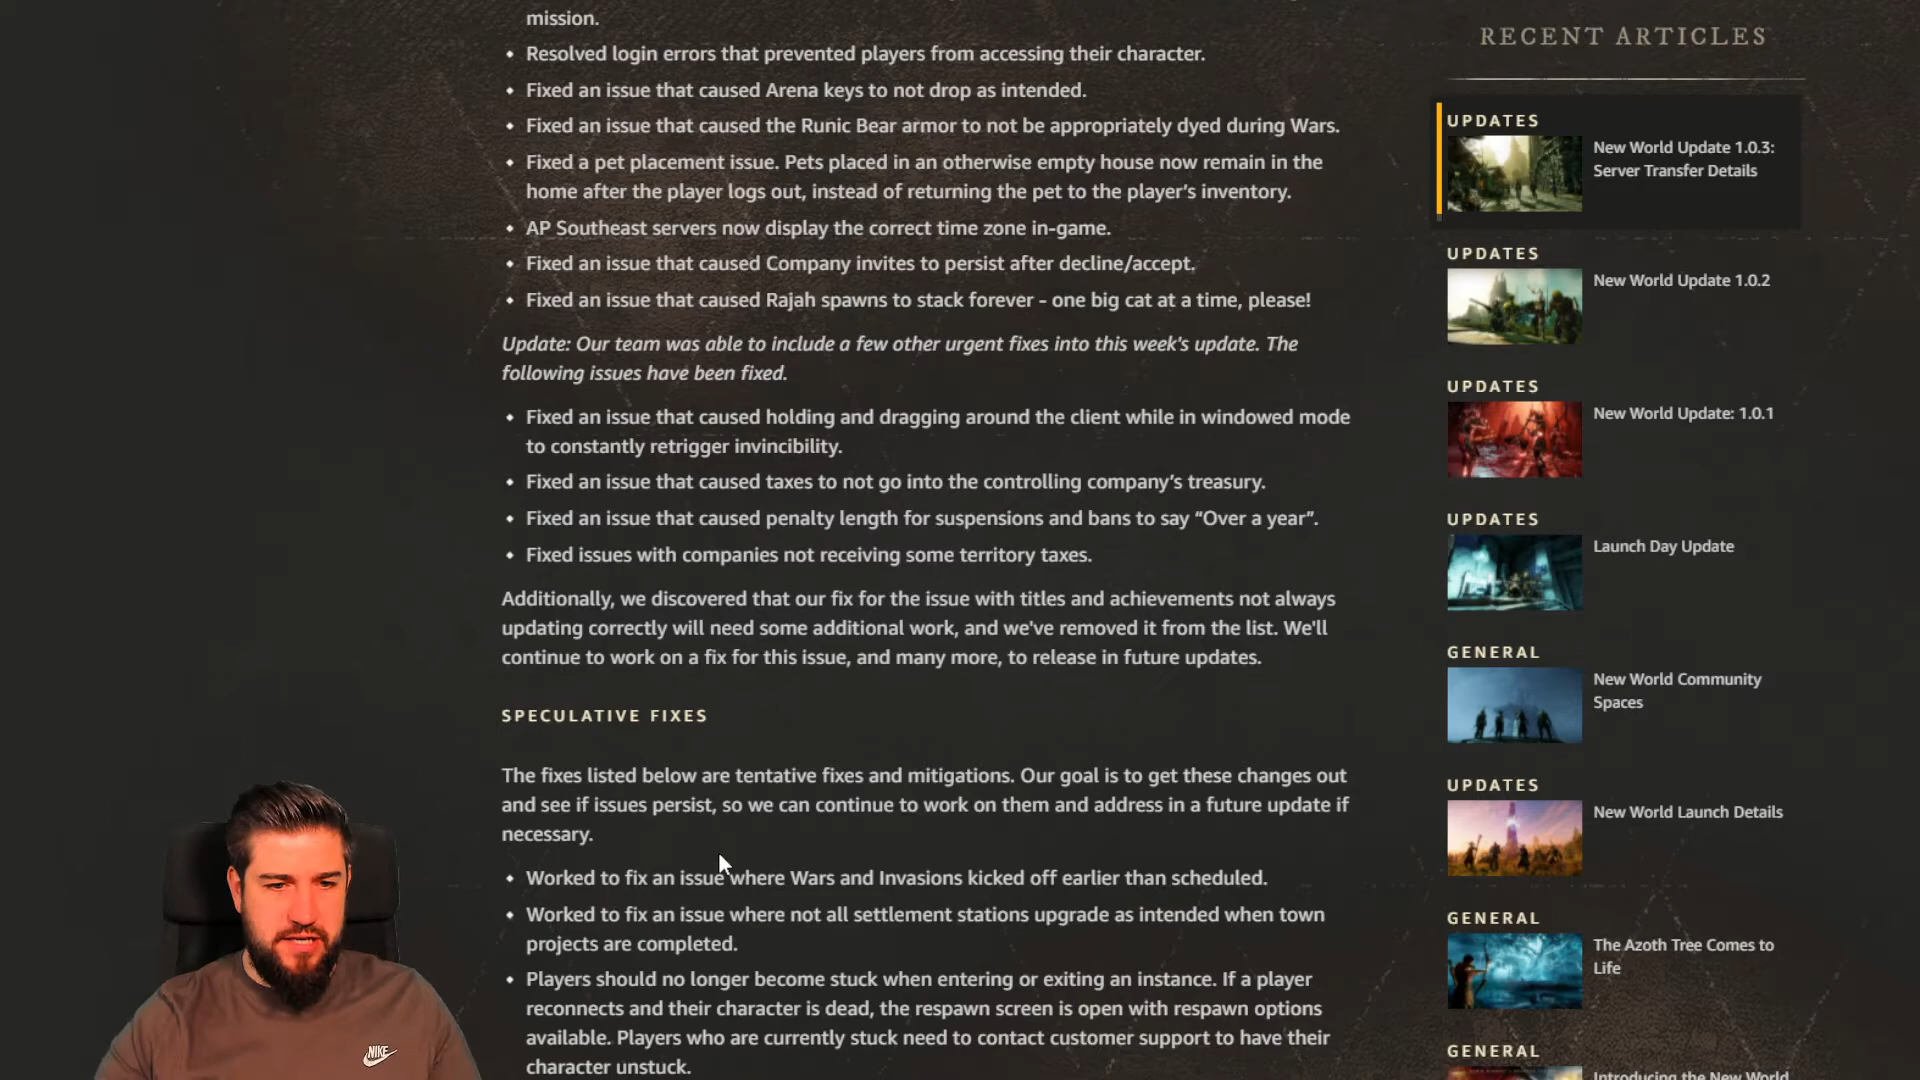 mission.
• Resolved login errors that prevented players from accessing their character.
• Fixed an issue that caused Arena keys to not drop as intended.
• Fixed an issue that caused the Runic Bear armor to not be appropriately dyed during Wars.
• Fixed a pet placement issue. Pets placed in an otherwise empty house now remain in the
home after the player logs out, instead of returning the pet to the player’s inventory.
• AP Southeast servers now display the correct time zone in-game.
• Fixed an issue that caused Company invites to persist after decline/accept.
• Fixed an issue that caused Rajah spawns to stack forever - one big cat at a time, please!
Update: Our team was able to include a few other urgent fixes into this week's update. The
following issues have been fixed.
• Fixed an issue that caused holding and dragging around the client while in windowed mode
to constantly retrigger invincibility.
• Fixed an issue that caused taxes to not go into the controlling company’s treasury.
• Fixed an issue that caused penalty length for suspensions and bans to say “Over a year”.
• Fixed issues with companies not receiving some territory taxes.
Additionally, we discovered that our fix for the issue with titles and achievements not always
updating correctly will need some additional work, and we've removed it from the list. We'll
continue to work on a fix for this issue, and many more, to release in future updates.
SPECULATIVE FIXES
The fixes listed below are tentative fixes and mitigations. Our goal is to get these changes out
and see if issues persist, so we can continue to work on them and address in a future update if
necessary.
• Worked to fix an issue where Wars and Invasions kicked off earlier than scheduled.
• Worked to fix an issue where not all settlement stations upgrade as intended when town
projects are completed.
• Players should no longer become stuck when entering or exiting an instance. If a player
reconnects and their character is dead, the respawn screen is open with respawn options
available. Players who are currently stuck need to contact customer support to have their
character unstuck.
RECENT ARTICLES
UPDATES
New World Update 1.0.3:
Server Transfer Details
UPDATES
New World Update 1.0.2
UPDATES
New World Update: 1.0.1
UPDATES
Launch Day Update
GENERAL
New World Community
Spaces
UPDATES
New World Launch Details
GENERAL
The Azoth Tree Comes to
Life
GENERAL
Introducing the New World
NIKE